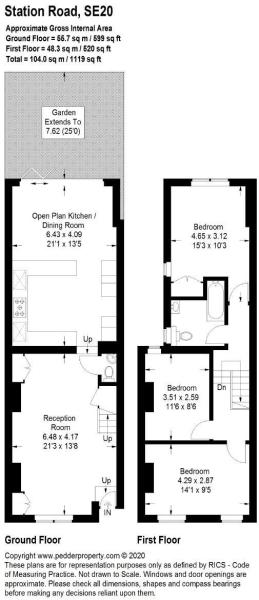 Station Road, SE20
Approximate Gross Internal Area
Ground Floor = 55.7 sq m / 599 sq ft
First Floor = 48.3 sq m / 520 sq ft
Total = 104.0 sq m / 1119 sq ft
Garden
Extends To
7.62 (25'0)
Open Plan Kitchen /
Dining Room
6.43 x 4.09
21'1 x 13'5
Up
Reception
Room
6.48 x 4.17
21'3 x 13'8
Up
Up
IN
Bedroom
4.65 x 3.12
15'3 x 10'3
Dn
Bedroom
3.51 x 2.59
11'6 x 8'6
Bedroom
4.29 x 2.87
14'1 x 9'5
Ground Floor
First Floor
Copyright www.pedderproperty.com © 2020
These plans are for representation purposes only as defined by RICS - Code
of Measuring Practice. Not drawn to Scale. Windows and door openings are
approximate. Please check all dimensions, shapes and compass bearings
before making any decisions reliant upon them.